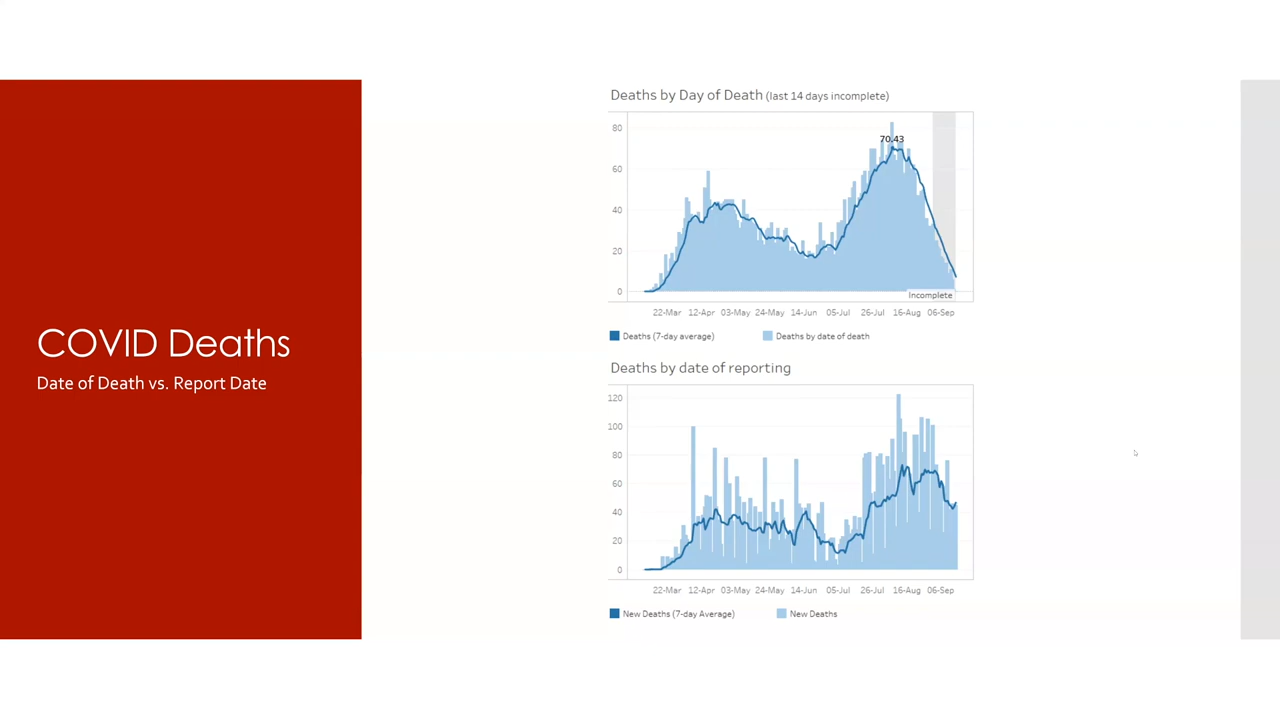 COVID Deaths
Date of Death vs. Report Date
Deaths by Day of Death (last 14 days incomplete)
80
60
40
20
0
70.43
Incomplete
22-Mar 12-Apr 03-May 24-May 14-Jun 05-Jul 26-Jul 16-Aug 06-Sep
Deaths (7-day average) Deaths by date of death
Deaths by date of reporting
120
100
80
60
40
20
0
22-Mar 12-Apr 03-May 24-May 14-Jun 05-Jul 26-Jul 16-Aug 06-Sep
New Deaths (7-day Average) New Deaths